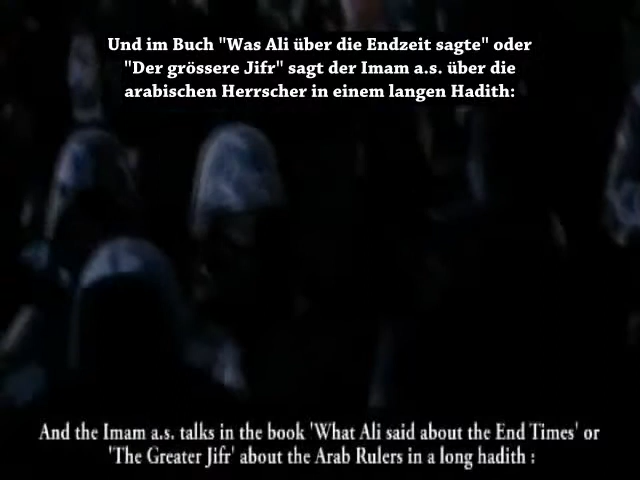 Und im Buch "Was Ali über die Endzeit sagte" oder
"Der grössere Jifr" sagt der Imam a.s. über die
arabischen Herrscher in einem langen Hadith:
And the Imam a.s. talks in the book 'What Ali said about the End Times' or
'The Greater Jifr' about the Arab Rulers in a long hadith :